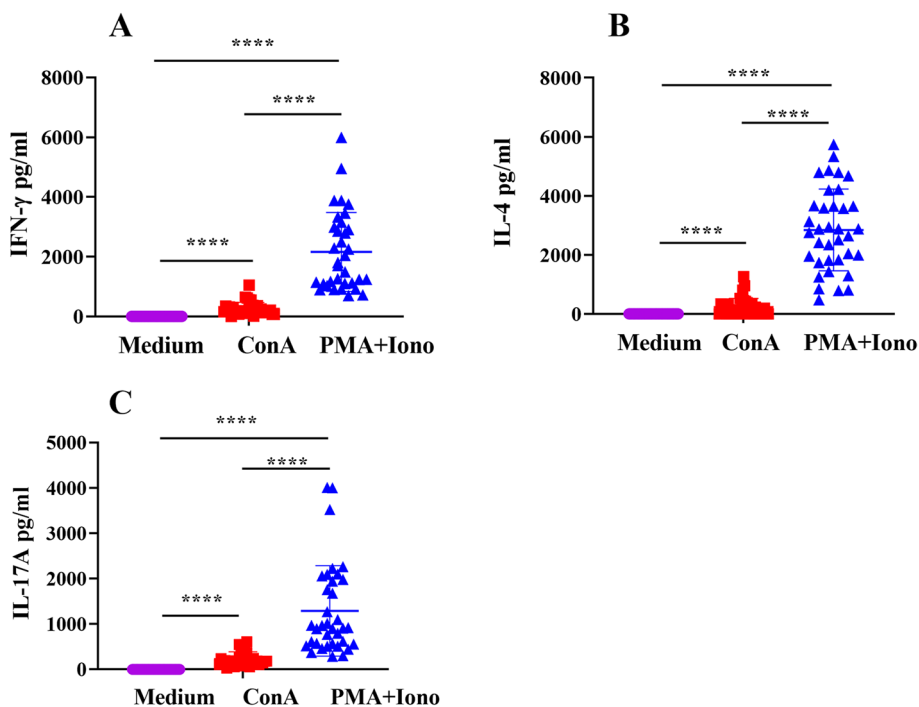 A
IFN-γ pg/ml
8000
6000
4000
2000
0
****
****
****
Medium ConA PMA+Iono
B
IL-4 pg/ml
8000
6000
4000
2000
0
****
****
****
Medium ConA PMA+Iono
C
IL-17A pg/ml
5000
4000
3000
2000
1000
0
****
****
****
Medium ConA PMA+Iono